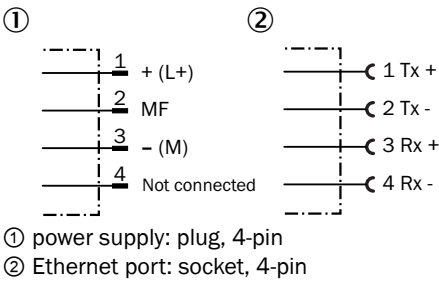 ① ②
1 + (L+)
2 MF
3 – (M)
4 Not connected
1 Tx +
2 Tx -
3 Rx +
4 Rx -
① power supply: plug, 4-pin
② Ethernet port: socket, 4-pin